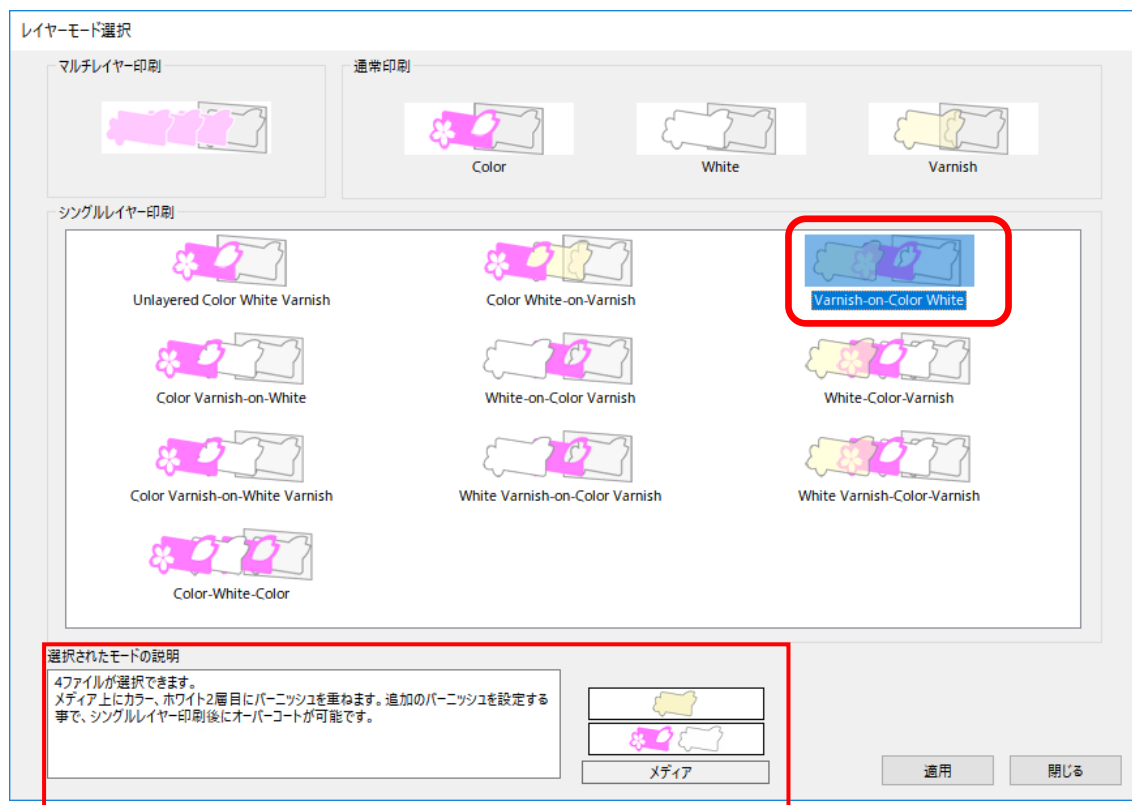 レイヤーモード選択
マルチレイヤー印刷
通常印刷
Color
White
Varnish
シングルレイヤー印刷
Unlayered Color White Varnish
Color White-on-Varnish
Varnish-on-Color White
Color Varnish-on-White
White-on-Color Varnish
White-Color-Varnish
Color Varnish-on-White Varnish
White Varnish-on-Color Varnish
White Varnish-Color-Varnish
Color-White-Color
選択されたモードの説明
4ファイルが選択できます。
メディア上にカラー、ホワイト2層目にバーニッシュを重ねます。追加のバーニッシュを設定する
事で、シングルレイヤー印刷後にオーバーコートが可能です。
メディア
適用
閉じる